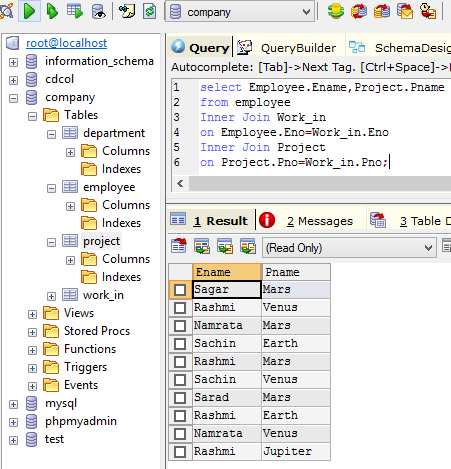 company
root@localhost
information_schema
cdcol
company
Tables
department
Columns
Indexes
employee
Columns
Indexes
project
Columns
Indexes
work_in
Views
Stored Procs
Functions
Triggers
Events
mysql
phpmyadmin
test
Query QueryBuilder SchemaDesig
Autocomplete: [Tab]->Next Tag. [Ctrl+Space]->
1 select Employee.Ename,Project.Pname
2 from employee
3 Inner Join Work_in
4 on Employee.Eno=Work_in.Eno
5 Inner Join Project
6 on Project.Pno=Work_in.Pno;
1 Result 2 Messages 3 Table D
(Read Only)
Ename Pname
Sagar Mars
Rashmi Venus
Namrata Mars
Sachin Earth
Rashmi Mars
Sachin Venus
Sarad Mars
Rashmi Earth
Namrata Venus
Rashmi Jupiter